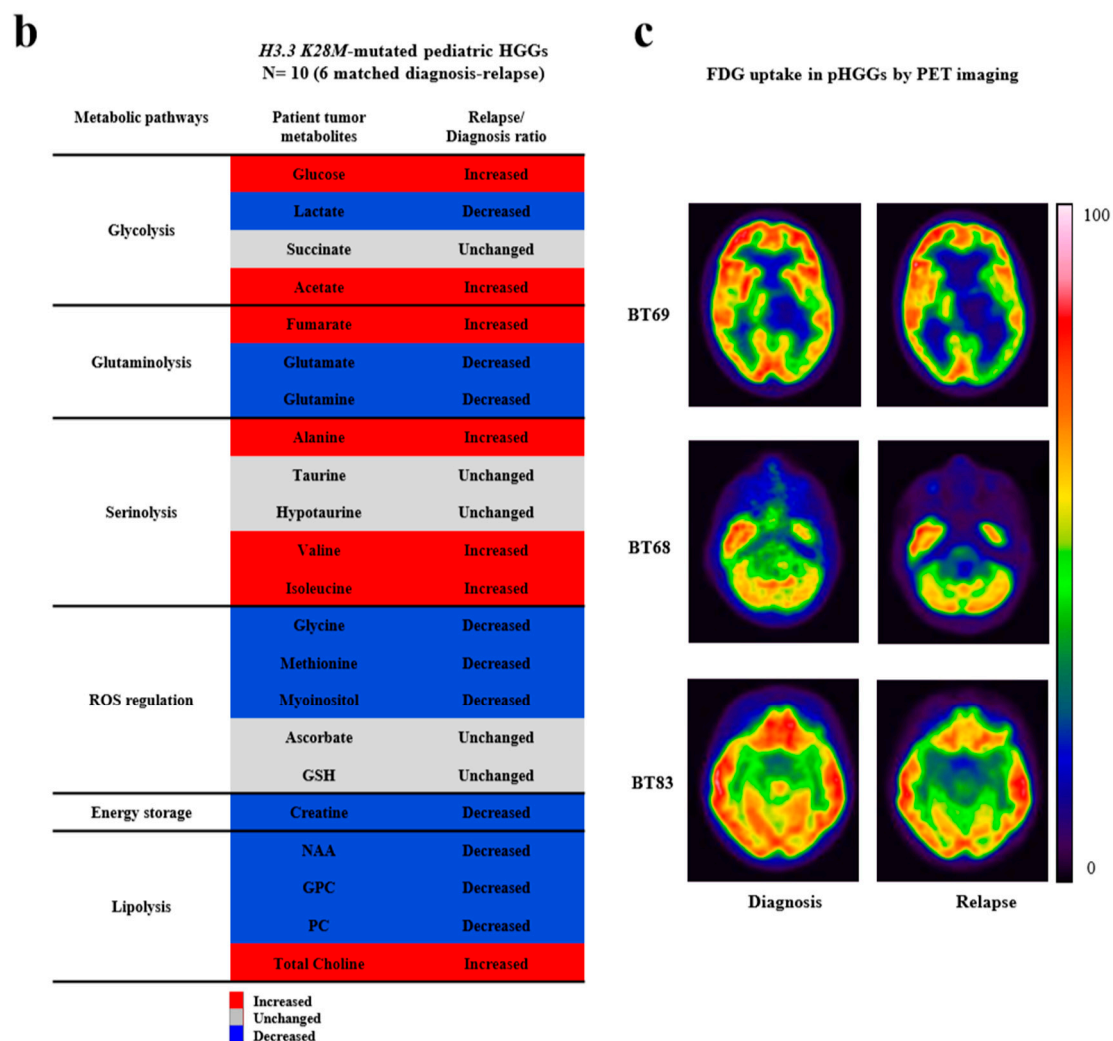 b
H3.3 K28M-mutated pediatric HGGs
N= 10 (6 matched diagnosis-relapse)
Metabolic pathways
Patient tumor metabolites
Relapse/ Diagnosis ratio
Glycolysis
Glucose Increased
Lactate Decreased
Succinate Unchanged
Acetate Increased
Glutaminolysis
Fumarate Increased
Glutamate Decreased
Glutamine Decreased
Serinolysis
Alanine Increased
Taurine Unchanged
Hypotaurine Unchanged
Valine Increased
Isoleucine Increased
ROS regulation
Glycine Decreased
Methionine Decreased
Myoinositol Decreased
Ascorbate Unchanged
GSH Unchanged
Energy storage
Creatine Decreased
Lipolysis
NAA Decreased
GPC Decreased
PC Decreased
Total Choline Increased
Increased
Unchanged
Decreased
c
FDG uptake in pHGGs by PET imaging
BT69
BT68
BT83
Diagnosis Relapse
100
0